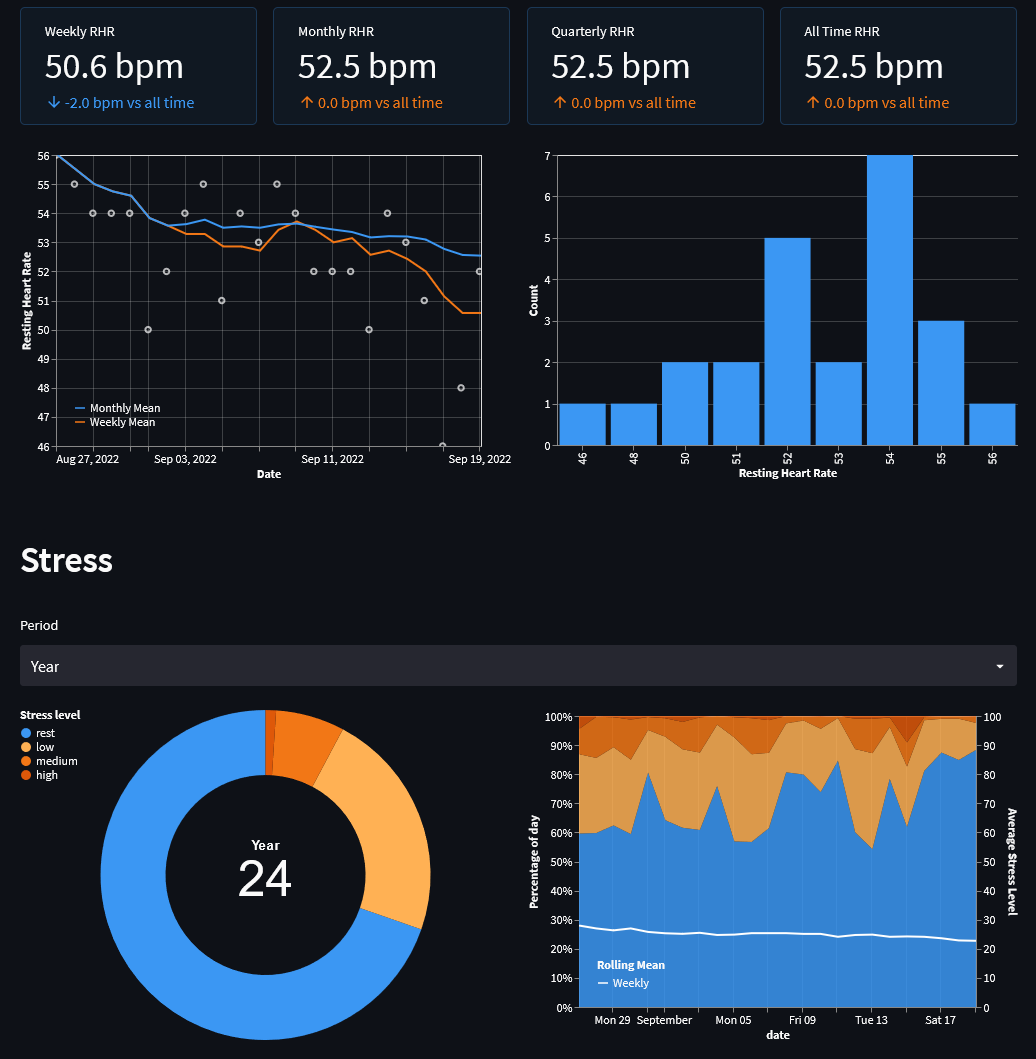 Weekly RHR
50.6 bpm
↓ -2.0 bpm vs all time
Monthly RHR
52.5 bpm
↑ 0.0 bpm vs all time
Quarterly RHR
52.5 bpm
↑ 0.0 bpm vs all time
All Time RHR
52.5 bpm
↑ 0.0 bpm vs all time
Resting Heart Rate
56
55
54
53
52
51
50
49
48
47
46
Monthly Mean
Weekly Mean
Aug 27, 2022 Sep 03, 2022 Sep 11, 2022 Sep 19, 2022
Date
Count
7
6
5
4
3
2
1
0
46 48 50 51 52 53 54 55 56
Resting Heart Rate
Stress
Period
Year
Stress level
rest
low
medium
high
Year
24
Percentage of day
100%
90%
80%
70%
60%
50%
40%
30%
20%
10%
0%
Rolling Mean
Weekly
100
90
80
70
60
50
40
30
20
10
0
Average Stress Level
Mon 29 September Mon 05 Fri 09 Tue 13 Sat 17
date